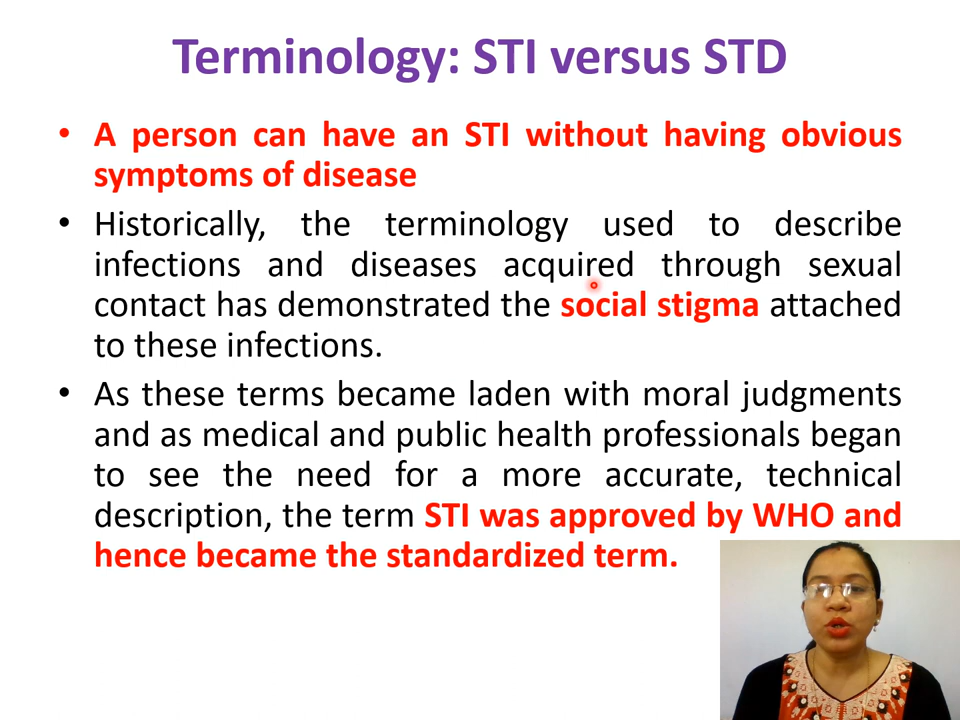 Terminology: STI versus STD
• A person can have an STI without having obvious
symptoms of disease
• Historically, the terminology used to describe
infections and diseases acquired through sexual
contact has demonstrated the social stigma attached
to these infections.
• As these terms became laden with moral judgments
and as medical and public health professionals began
to see the need for a more accurate, technical
description, the term STI was approved by WHO and
hence became the standardized term.